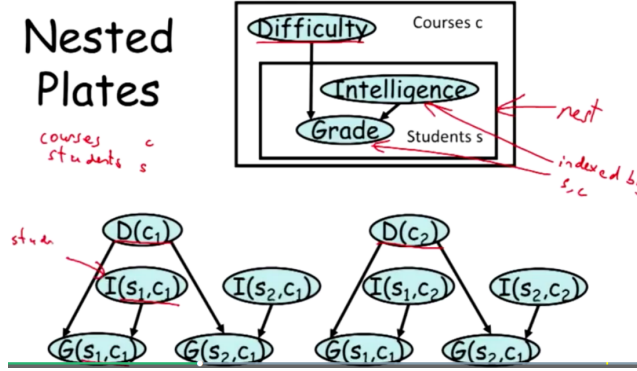 Nested
Plates
Difficulty
Courses c
Intelligence
Grade
Students s
nest
indexed by
s, c
courses c
students s
stude
D(c₁)
D(c₂)
I(s₁,c₁)
I(s₂,c₁)
I(s₁,c₂)
I(s₂,c₂)
G(s₁,c₁)
G(s₂,c₁)
G(s₁,c₁)
G(s₂,c₁)